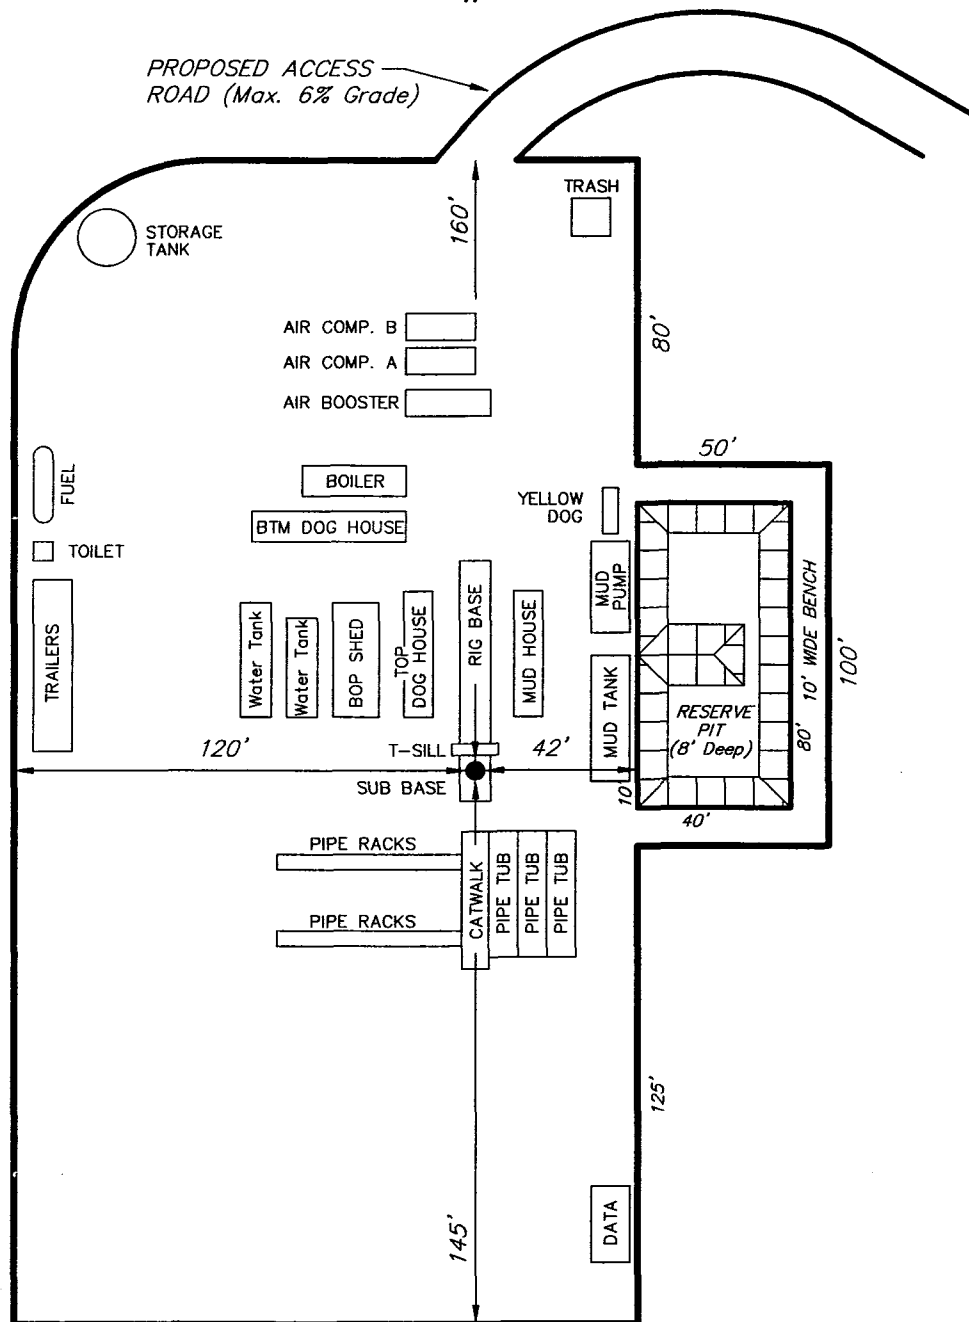 PROPOSED ACCESS
ROAD (Max. 6% Grade)
TRASH
160'
STORAGE
TANK
AIR COMP. B
80'
AIR COMP. A
AIR BOOSTER
50'
FUEL
BOILER
YELLOW
DOG
BTM DOG HOUSE
TOILET
MUD
PUMP
TRAILERS
Water Tank
Water Tank
BOP SHED
TOP
DOG HOUSE
RIG BASE
MUD HOUSE
MUD TANK
RESERVE
PIT
(8' Deep)
10' WIDE BENCH
100'
80'
120'
T-SILL
42'
SUB BASE
10'
40'
PIPE RACKS
CATWALK
PIPE TUB
PIPE TUB
PIPE TUB
PIPE RACKS
125'
DATA
145'